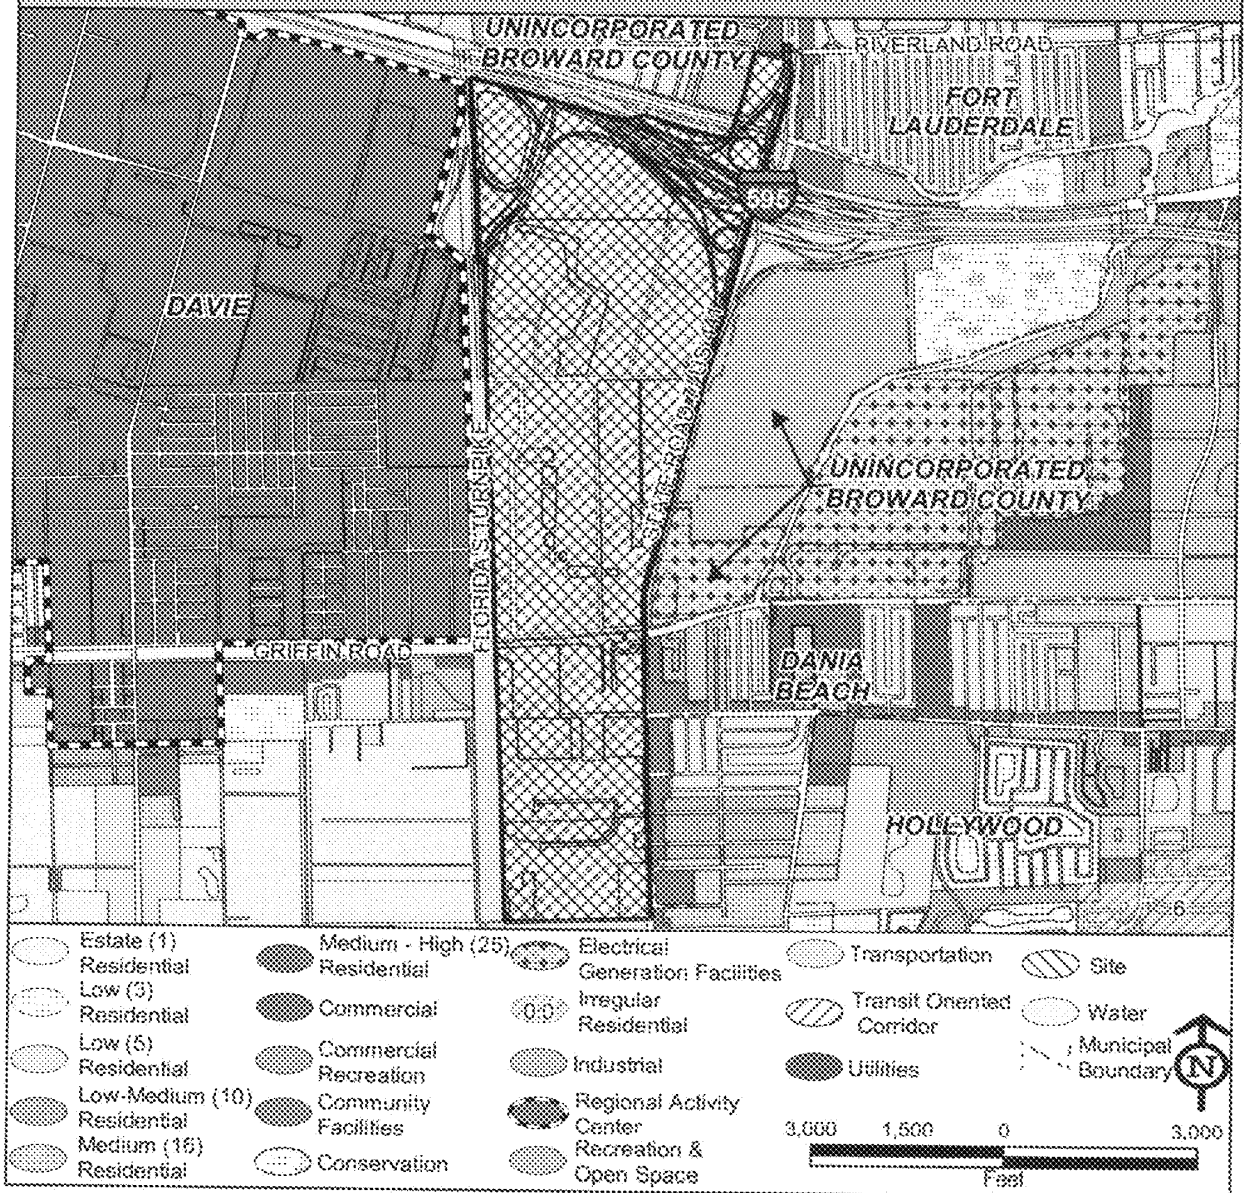 UNINCORPORATED
BROWARD COUNTY
RIVERLAND ROAD
FORT
LAUDERDALE
595
DAVIE
FLORIDA'S TURNPIKE
UNINCORPORATED
BROWARD COUNTY
GRIFFIN ROAD
DANIA
BEACH
HOLLYWOOD
6
Estate (1)
Residential
Low (3)
Residential
Low (5)
Residential
Low-Medium (10)
Residential
Medium (16)
Residential
Medium - High (25)
Residential
Commercial
Commercial
Recreation
Community
Facilities
Conservation
Electrical
Generation Facilities
0:0
Irregular
Residential
Industrial
Regional Activity
Center
Recreation &
Open Space
Transportation
Transit Oriented
Corridor
Utilities
Site
Water
Municipal
Boundary
N
3,000 1,500 0 3,000
Feet